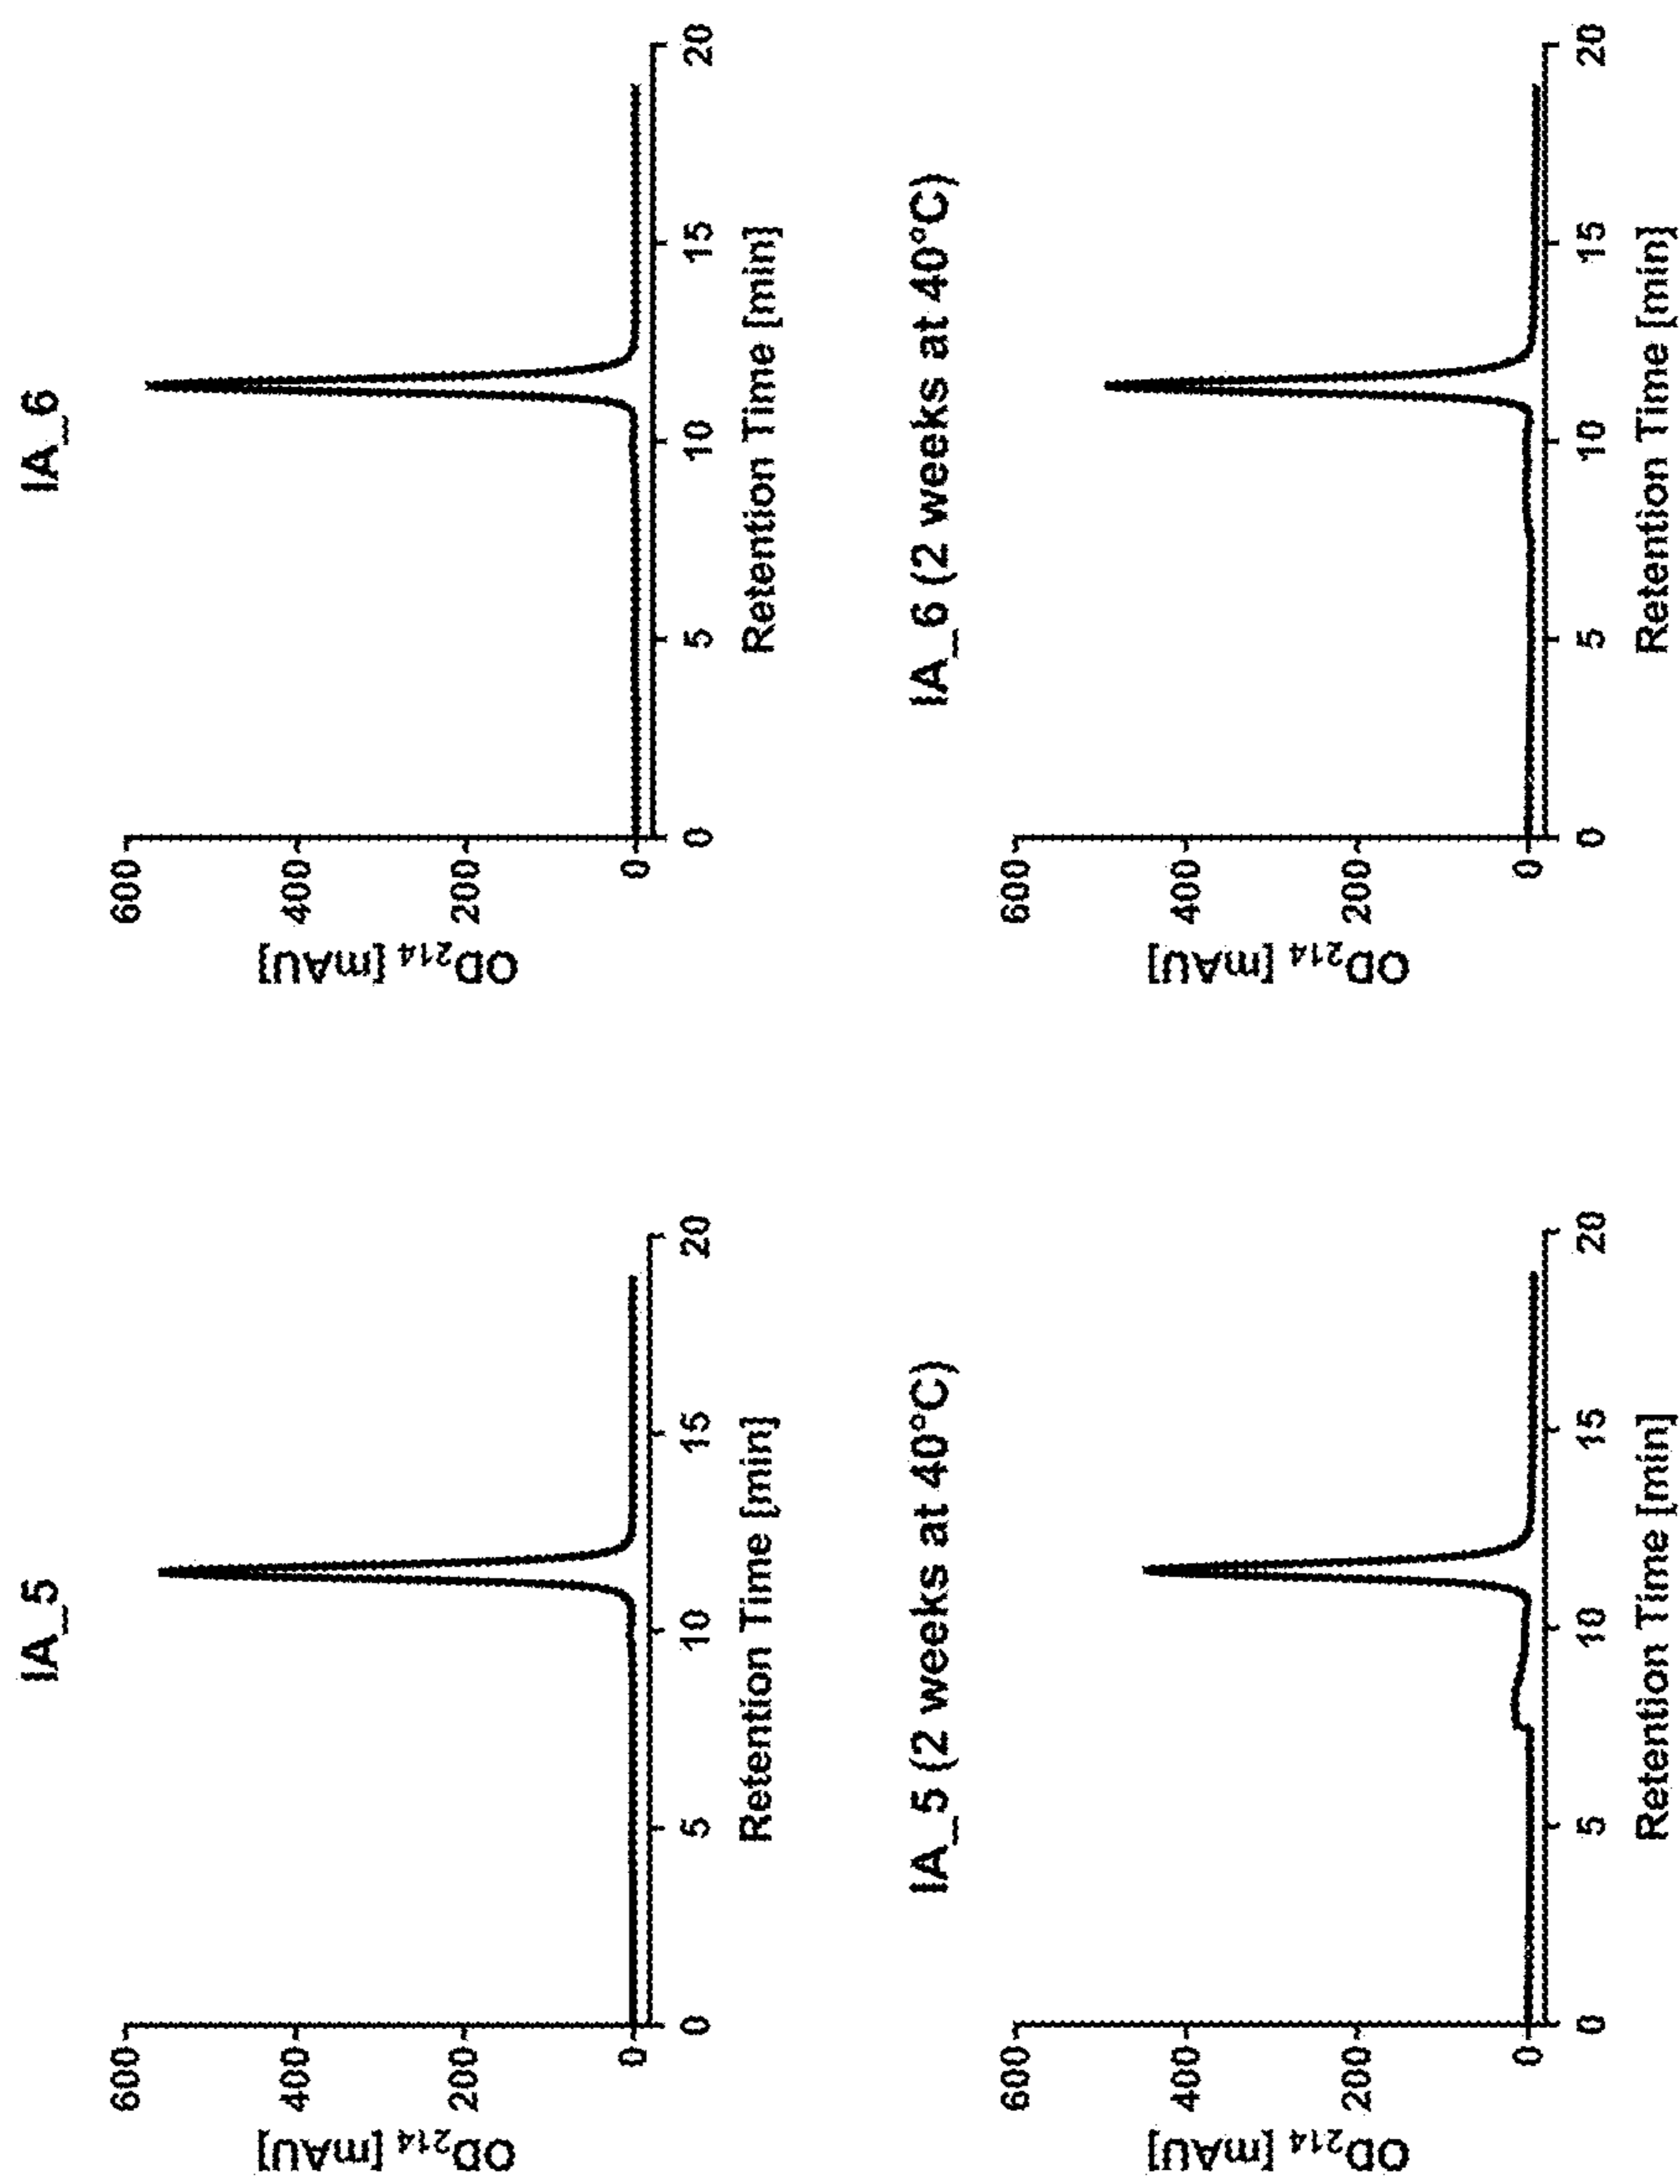 IA_5
OD214 [mAU]
600
400
200
0
0 5 10 15 20
Retention Time [min]
IA_6
OD214 [mAU]
600
400
200
0
0 5 10 15 20
Retention Time [min]
IA_5 (2 weeks at 40°C)
OD214 [mAU]
600
400
200
0
0 5 10 15 20
Retention Time [min]
IA_6 (2 weeks at 40°C)
OD214 [mAU]
600
400
200
0
0 5 10 15 20
Retention Time [min]